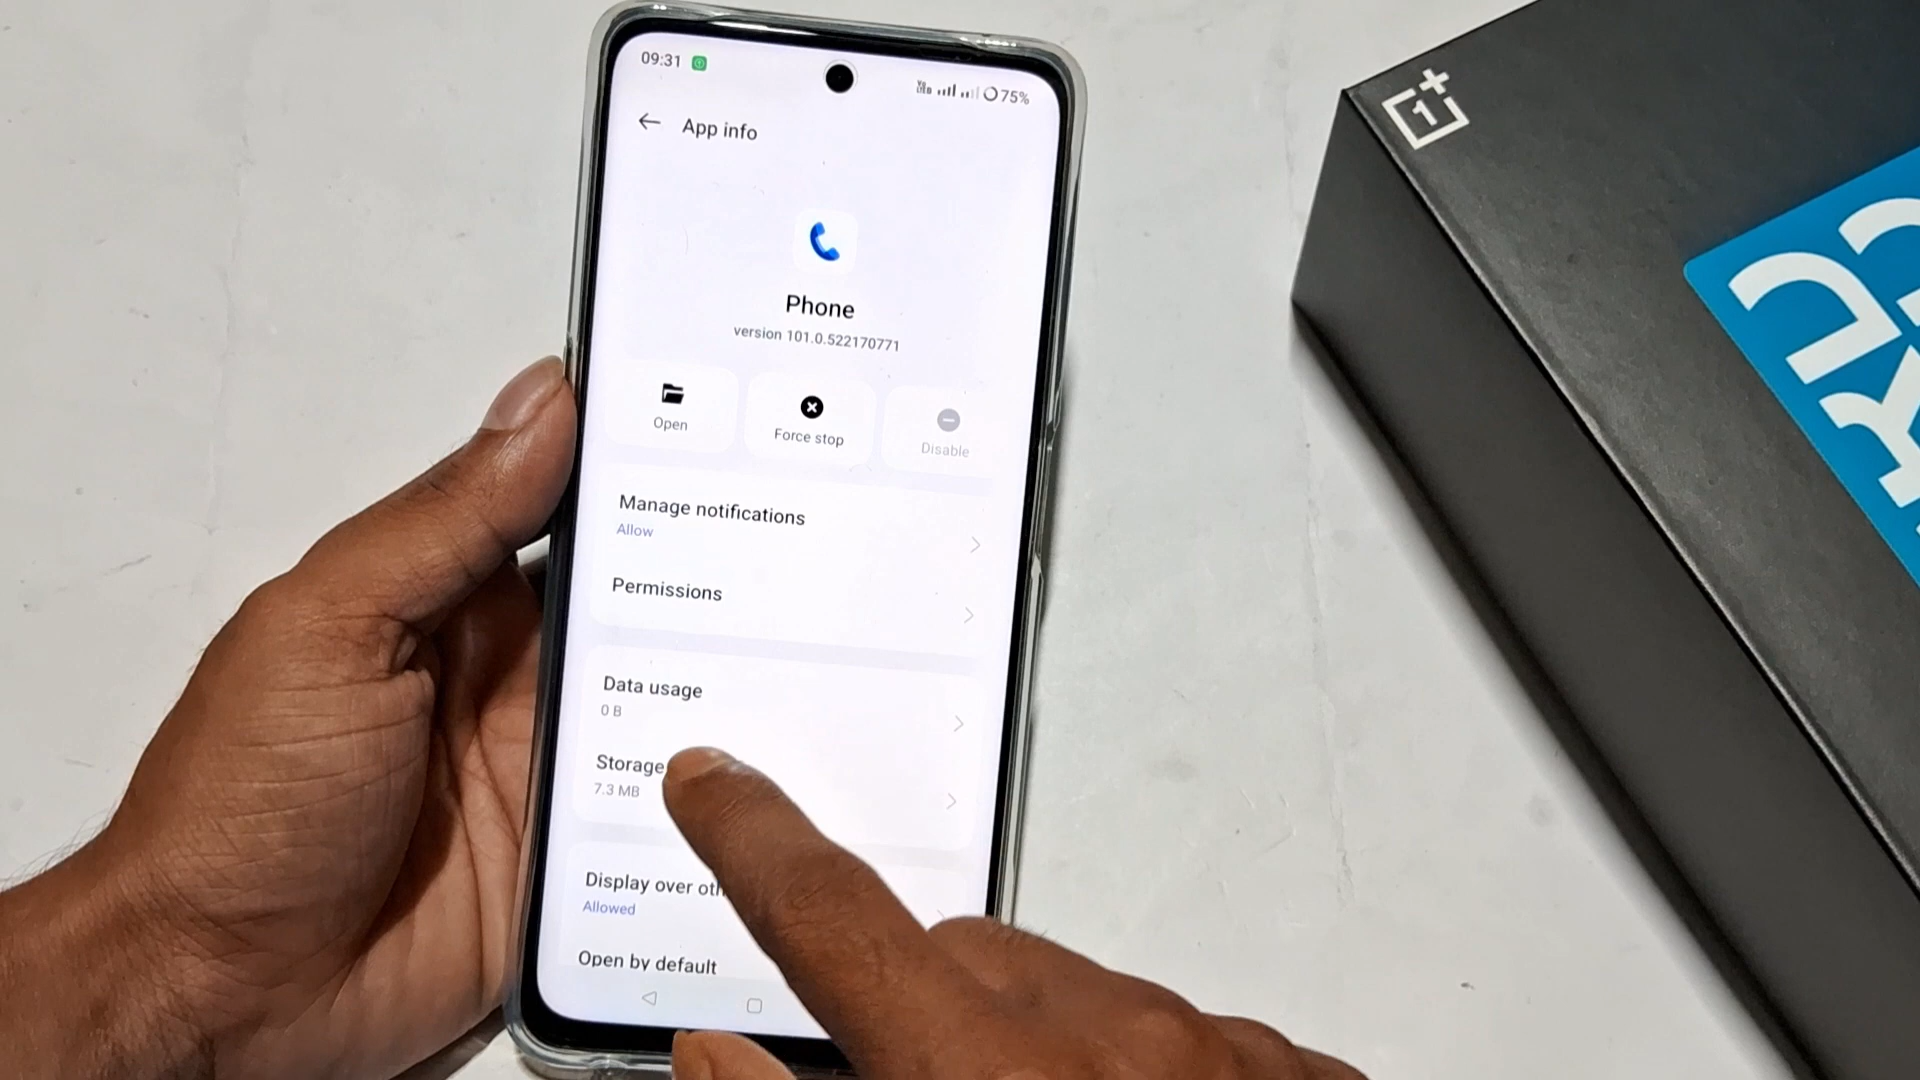 09:31
75%
App info
Phone
version 101.0.522170771
Open
Force stop
Disable
Manage notifications
Allow
Permissions
Data usage
0 B
Storage
7.3 MB
Display over oth
Allowed
Open by default
1+